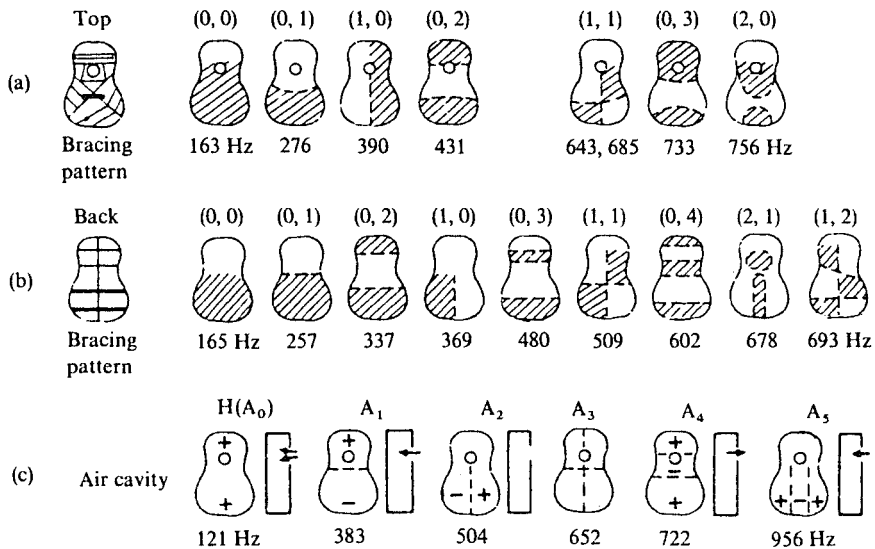 Top (0, 0) (0, 1) (1, 0) (0, 2) (1, 1) (0, 3) (2, 0)
(a)
Bracing pattern 163 Hz 276 390 431 643, 685 733 756 Hz
Back (0, 0) (0, 1) (0, 2) (1, 0) (0, 3) (1, 1) (0, 4) (2, 1) (1, 2)
(b)
Bracing pattern 165 Hz 257 337 369 480 509 602 678 693 Hz
H(A₀) A₁ A₂ A₃ A₄ A₅
+ + +
(c) Air cavity
− − + − + − +
+ − +
121 Hz 383 504 652 722 956 Hz